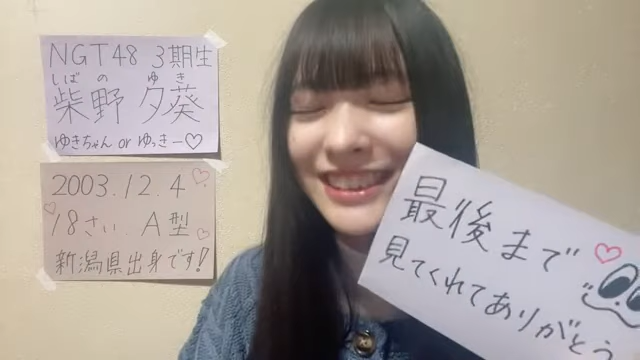 NGT48 3期生
しばの ゆき
柴野 夕葵
ゆきちゃん or ゆっきー♡
2003.12.4
18さい A型
新潟県出身です!
最後まで
見てくれてありがとう